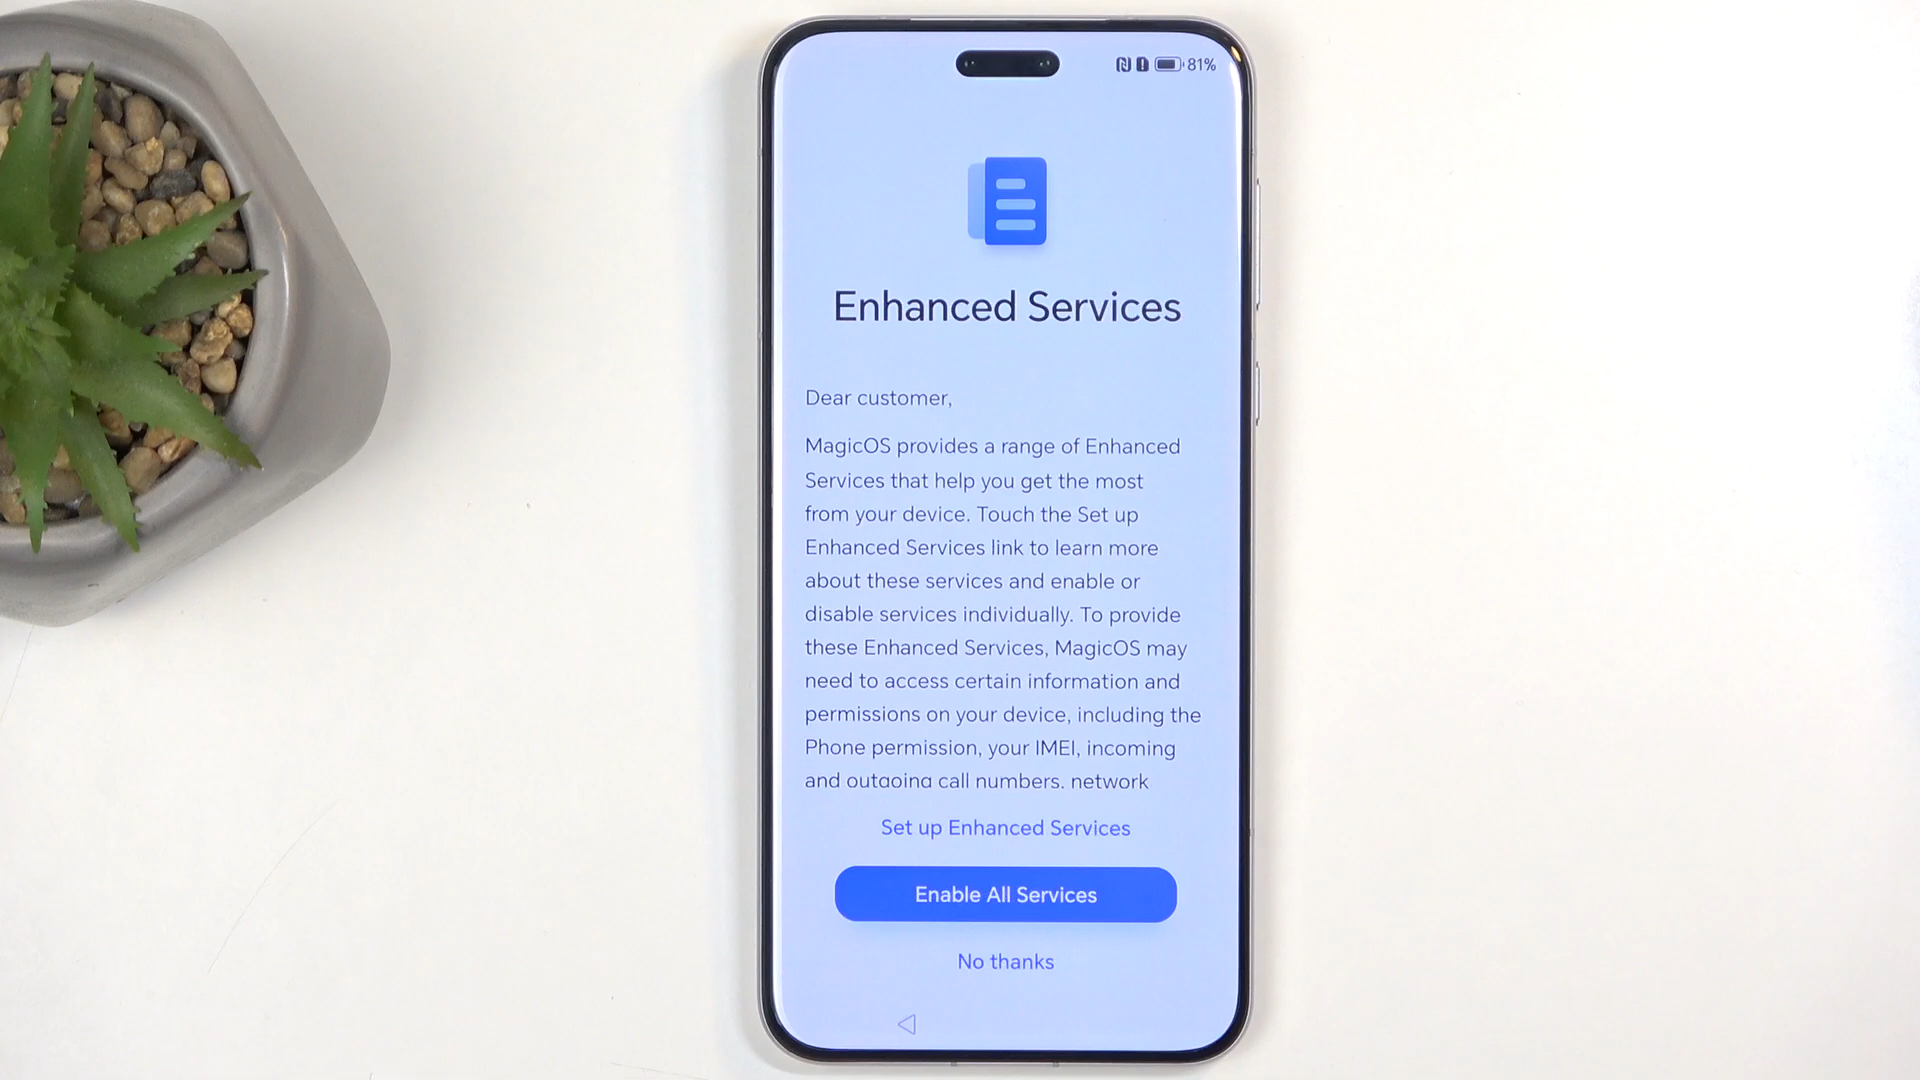 81%
Enhanced Services
Dear customer,
MagicOS provides a range of Enhanced
Services that help you get the most
from your device. Touch the Set up
Enhanced Services link to learn more
about these services and enable or
disable services individually. To provide
these Enhanced Services, MagicOS may
need to access certain information and
permissions on your device, including the
Phone permission, your IMEI, incoming
and outgoing call numbers, network
Set up Enhanced Services
Enable All Services
No thanks